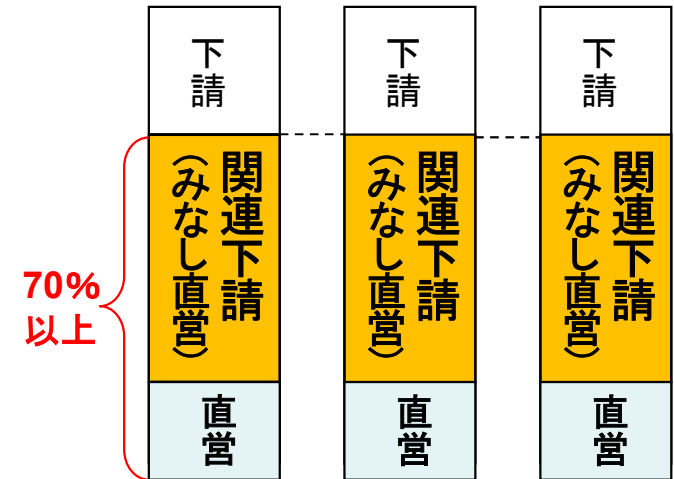 70%
以上
下請
関連下請
（みなし直営）
直営
下請
関連下請
（みなし直営）
直営
下請
関連下請
（みなし直営）
直営